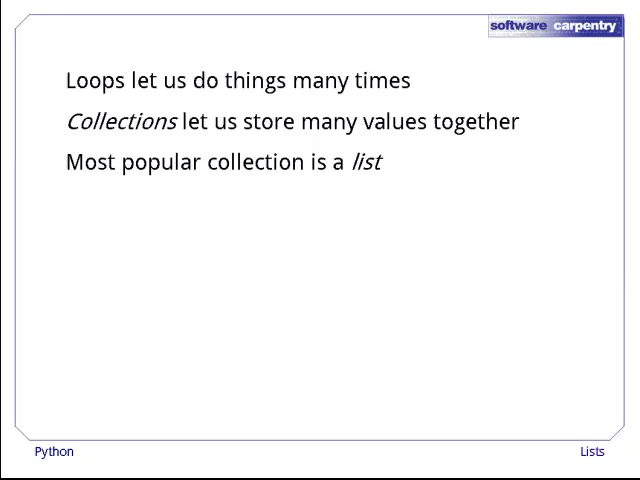 software carpentry
Loops let us do things many times
Collections let us store many values together
Most popular collection is a list
Python
Lists